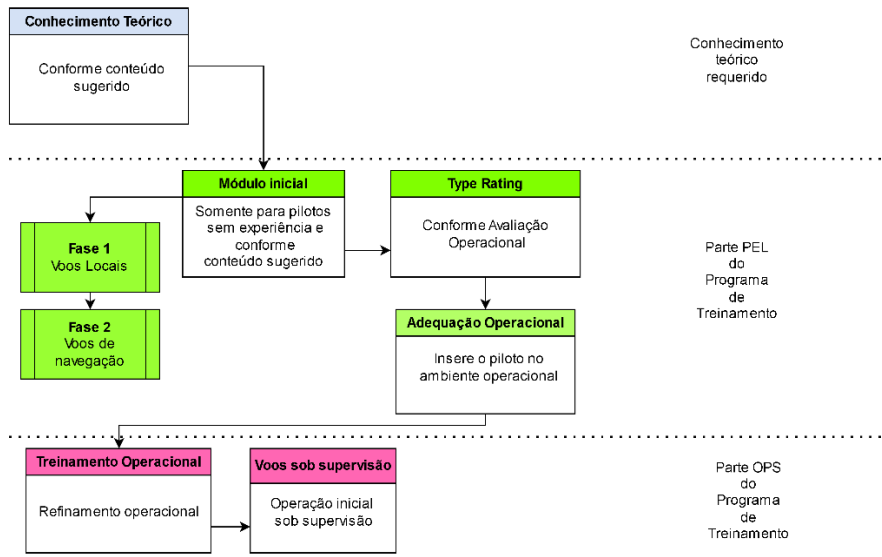 Conhecimento Teórico
Conforme conteúdo
sugerido
Conhecimento
teórico
requerido
Módulo inicial
Somente para pilotos
sem experiência e
conforme
conteúdo sugerido
Type Rating
Conforme Avaliação
Operacional
Fase 1
Voos Locais
Fase 2
Voos de
navegação
Adequação Operacional
Insere o piloto no
ambiente operacional
Parte PEL
do
Programa
de
Treinamento
Treinamento Operacional
Refinamento operacional
Voos sob supervisão
Operação inicial
sob supervisão
Parte OPS
do
Programa
de
Treinamento